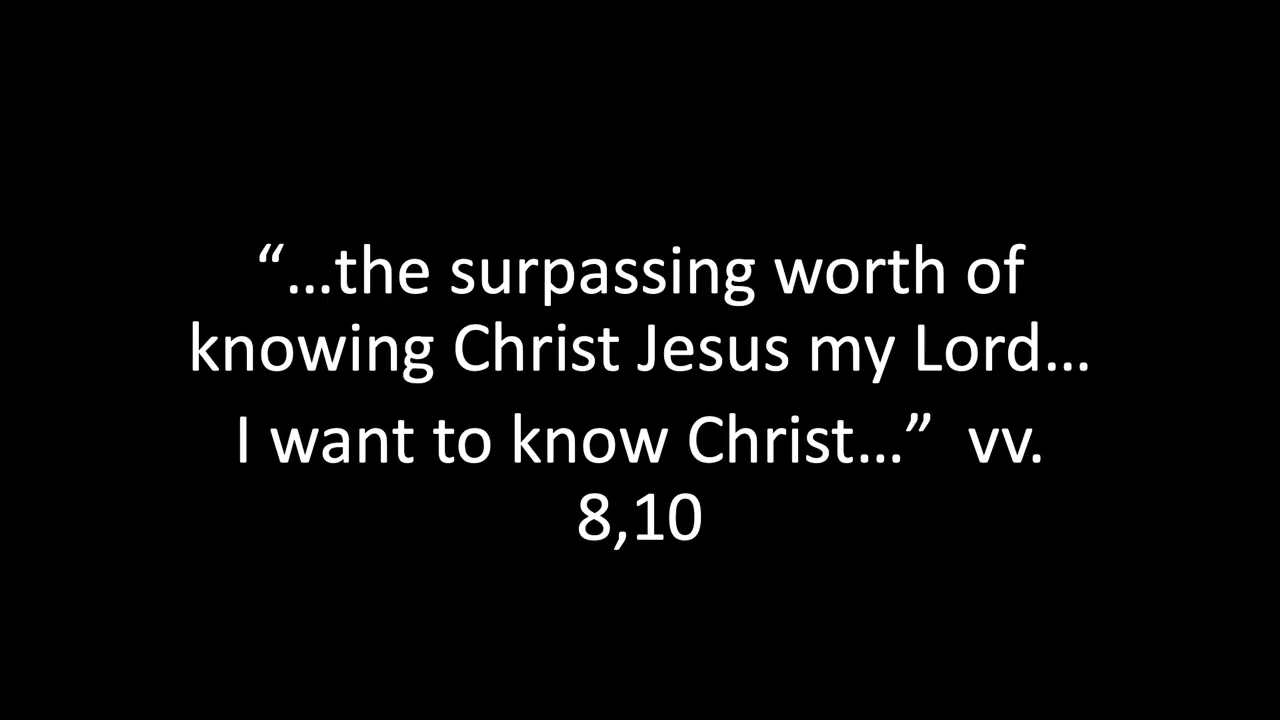 “…the surpassing worth of
knowing Christ Jesus my Lord…
I want to know Christ…”  vv.
8,10